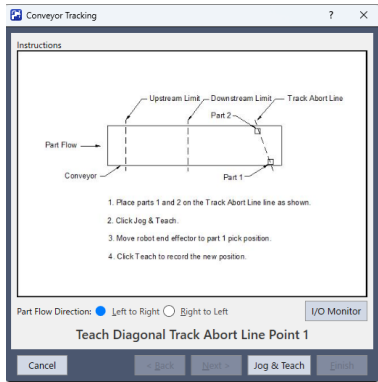 Conveyor Tracking
Instructions
Upstream Limit
Downstream Limit
Track Abort Line
Part 2
Part Flow
Conveyor
Part 1
1. Place parts 1 and 2 on the Track Abort Line line as shown.
2. Click Jog & Teach.
3. Move robot end effector to part 1 pick position.
4. Click Teach to record the new position.
Part Flow Direction: Left to Right Right to Left
I/O Monitor
Teach Diagonal Track Abort Line Point 1
Cancel < Back Next > Jog & Teach Finish